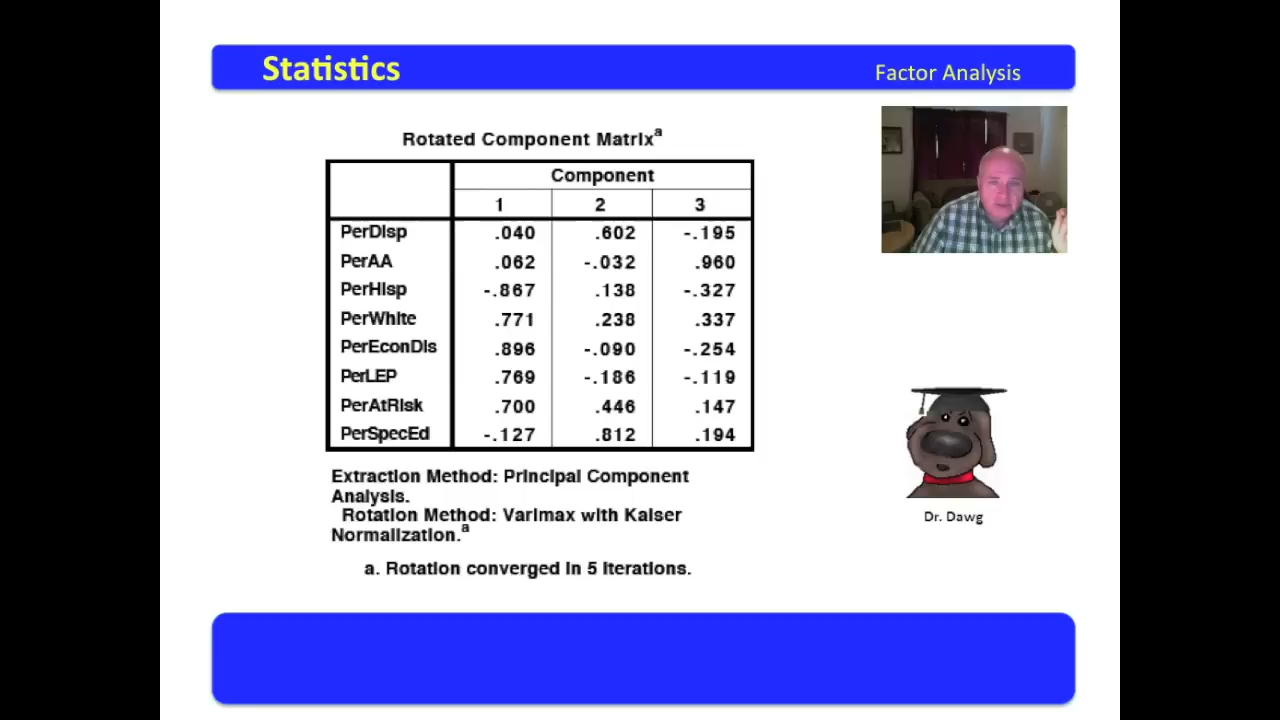 Statistics
Factor Analysis
Rotated Component Matrix a
Component
1 2 3
PerDisp .040 .602 -.195
PerAA .062 -.032 .960
PerHisp -.867 .138 -.327
PerWhite .771 .238 .337
PerEconDis .896 -.090 -.254
PerLEP .769 -.186 -.119
PerAtRisk .700 .446 .147
PerSpecEd -.127 .812 .194
Extraction Method: Principal Component
Analysis.
Rotation Method: Varimax with Kaiser
Normalization.a
a. Rotation converged in 5 iterations.
Dr. Dawg